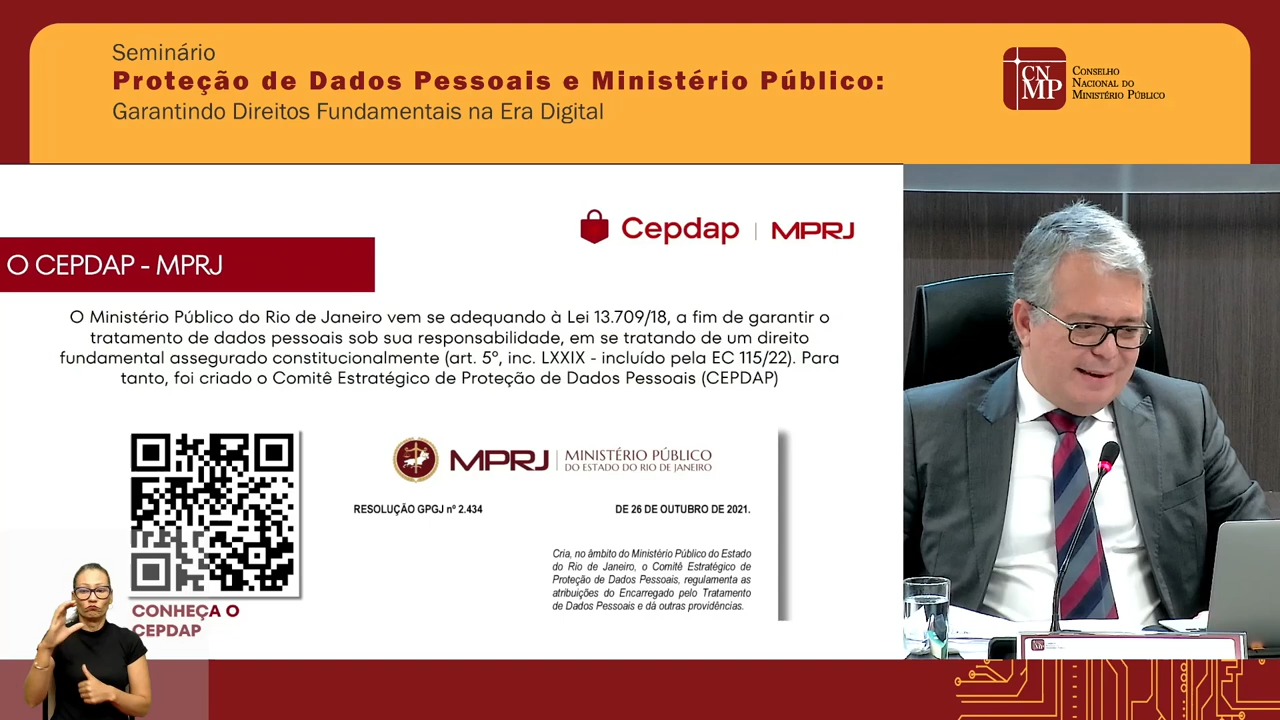 Seminário
Proteção de Dados Pessoais e Ministério Público:
Garantindo Direitos Fundamentais na Era Digital
CN
MP
CONSELHO
NACIONAL DO
MINISTÉRIO PÚBLICO
Cepdap | MPRJ
O CEPDAP - MPRJ
O Ministério Público do Rio de Janeiro vem se adequando à Lei 13.709/18, a fim de garantir o
tratamento de dados pessoais sob sua responsabilidade, em se tratando de um direito
fundamental assegurado constitucionalmente (art. 5º, inc. LXXIX - incluído pela EC 115/22). Para
tanto, foi criado o Comitê Estratégico de Proteção de Dados Pessoais (CEPDAP)
MPRJ | MINISTÉRIO PÚBLICO
DO ESTADO DO RIO DE JANEIRO
RESOLUÇÃO GPGJ nº 2.434
DE 26 DE OUTUBRO DE 2021.
Cria, no âmbito do Ministério Público do Estado
do Rio de Janeiro, o Comitê Estratégico de
Proteção de Dados Pessoais, regulamenta as
atribuições do Encarregado pelo Tratamento
de Dados Pessoais e dá outras providências.
CONHEÇA O
CEPDAP